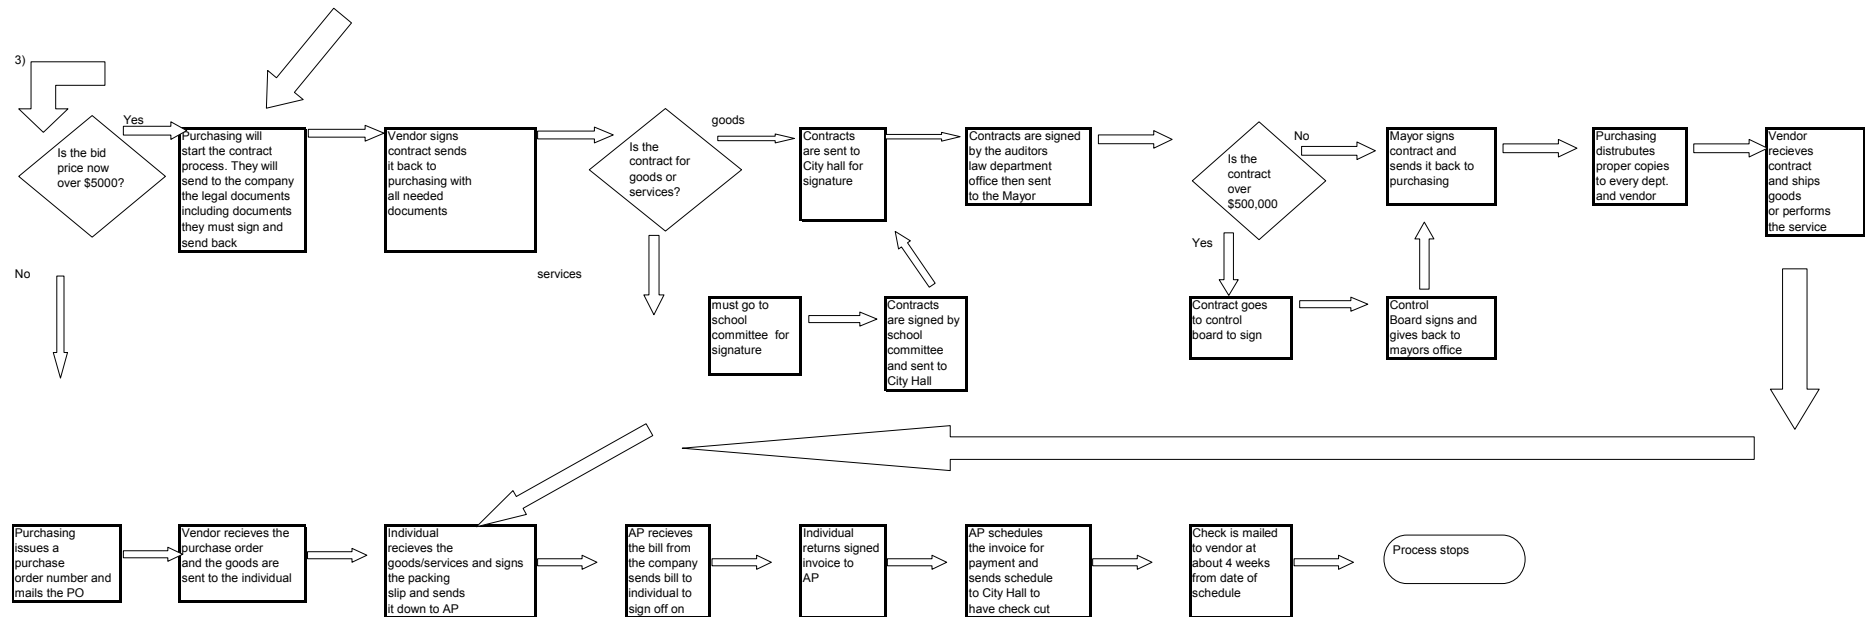 3)
Yes
Is the bid
price now
over $5000?
No
Purchasing will
start the contract
process. They will
send to the company
the legal documents
including documents
they must sign and
send back
Vendor signs
contract sends
it back to
purchasing with
all needed
documents
Is the
contract for
goods or
services?
goods
services
Contracts
are sent to
City hall for
signature
must go to
school
committee for
signature
Contracts
are signed by
school
committee
and sent to
City Hall
Contracts are signed
by the auditors
law department
office then sent
to the Mayor
Is the
contract
over
$500,000
No
Yes
Mayor signs
contract and
sends it back to
purchasing
Contract goes
to control
board to sign
Control
Board signs and
gives back to
mayors office
Purchasing
distrubutes
proper copies
to every dept.
and vendor
Vendor
recieves
contract
and ships
goods
or performs
the service
Purchasing
issues a
purchase
order number and
mails the PO
Vendor recieves the
purchase order
and the goods are
sent to the individual
Individual
recieves the
goods/services and signs
the packing
slip and sends
it down to AP
AP recieves
the bill from
the company
sends bill to
individual to
sign off on
Individual
returns signed
invoice to
AP
AP schedules
the invoice for
payment and
sends schedule
to City Hall to
have check cut
Check is mailed
to vendor at
about 4 weeks
from date of
schedule
Process stops